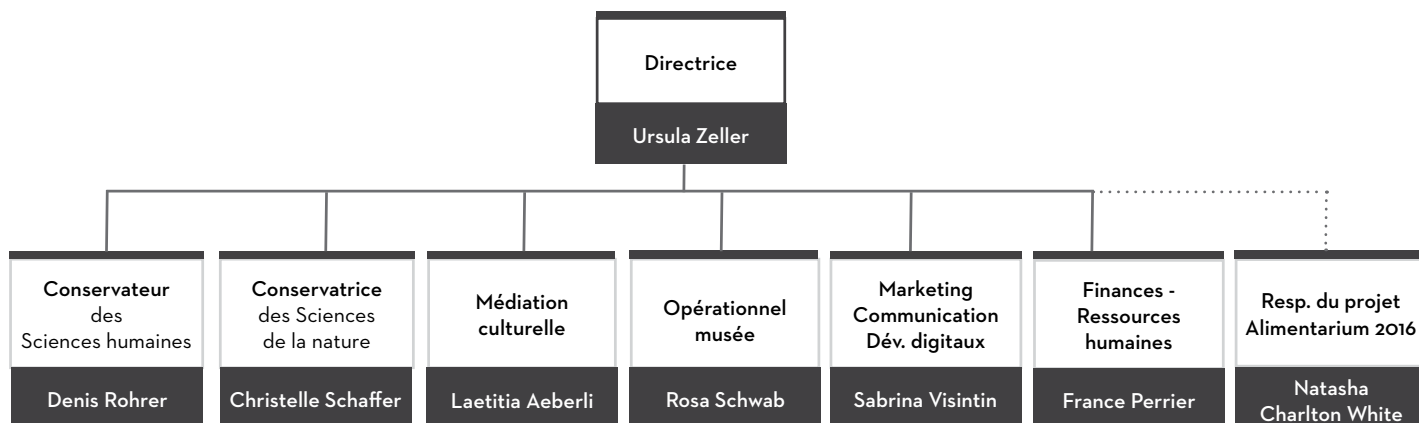 Directrice
Ursula Zeller
Conservateur
des
Sciences humaines
Denis Rohrer
Conservatrice
des Sciences
de la nature
Christelle Schaffer
Médiation
culturelle
Laetitia Aeberli
Opérationnel
musée
Rosa Schwab
Marketing
Communication
Dév. digitaux
Sabrina Visintin
Finances -
Ressources
humaines
France Perrier
Resp. du projet
Alimentarium 2016
Natasha
Charlton White